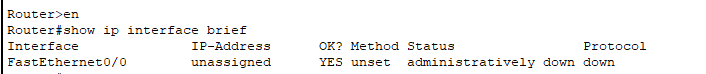 Router>en
Router#show ip interface brief
Interface              IP-Address      OK? Method Status                Protocol
FastEthernet0/0        unassigned      YES unset  administratively down down